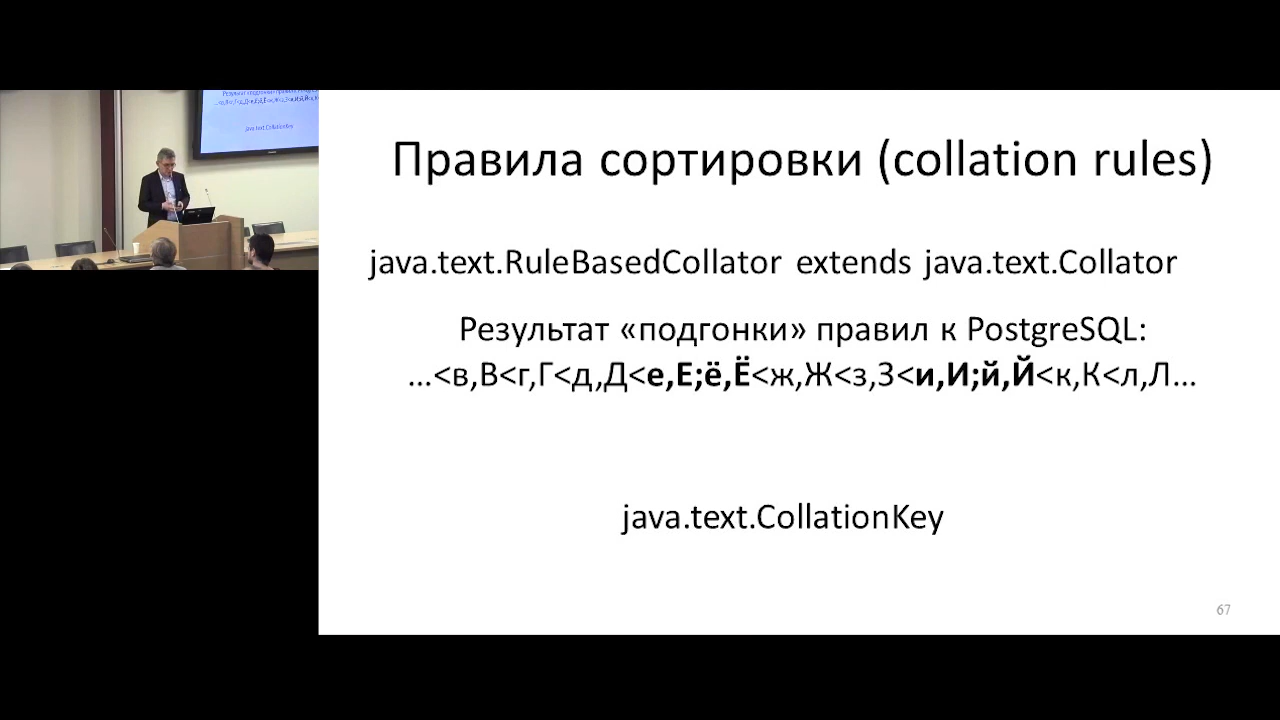 Правила сортировки (collation rules)
java.text.RuleBasedCollator extends java.text.Collator
Результат «подгонки» правил к PostgreSQL:
...<в,В<г,Г<д,Д<е,Е;ё,Ё<ж,Ж<з,З<и,И;й,Й<к,К<л,Л...
java.text.CollationKey
67